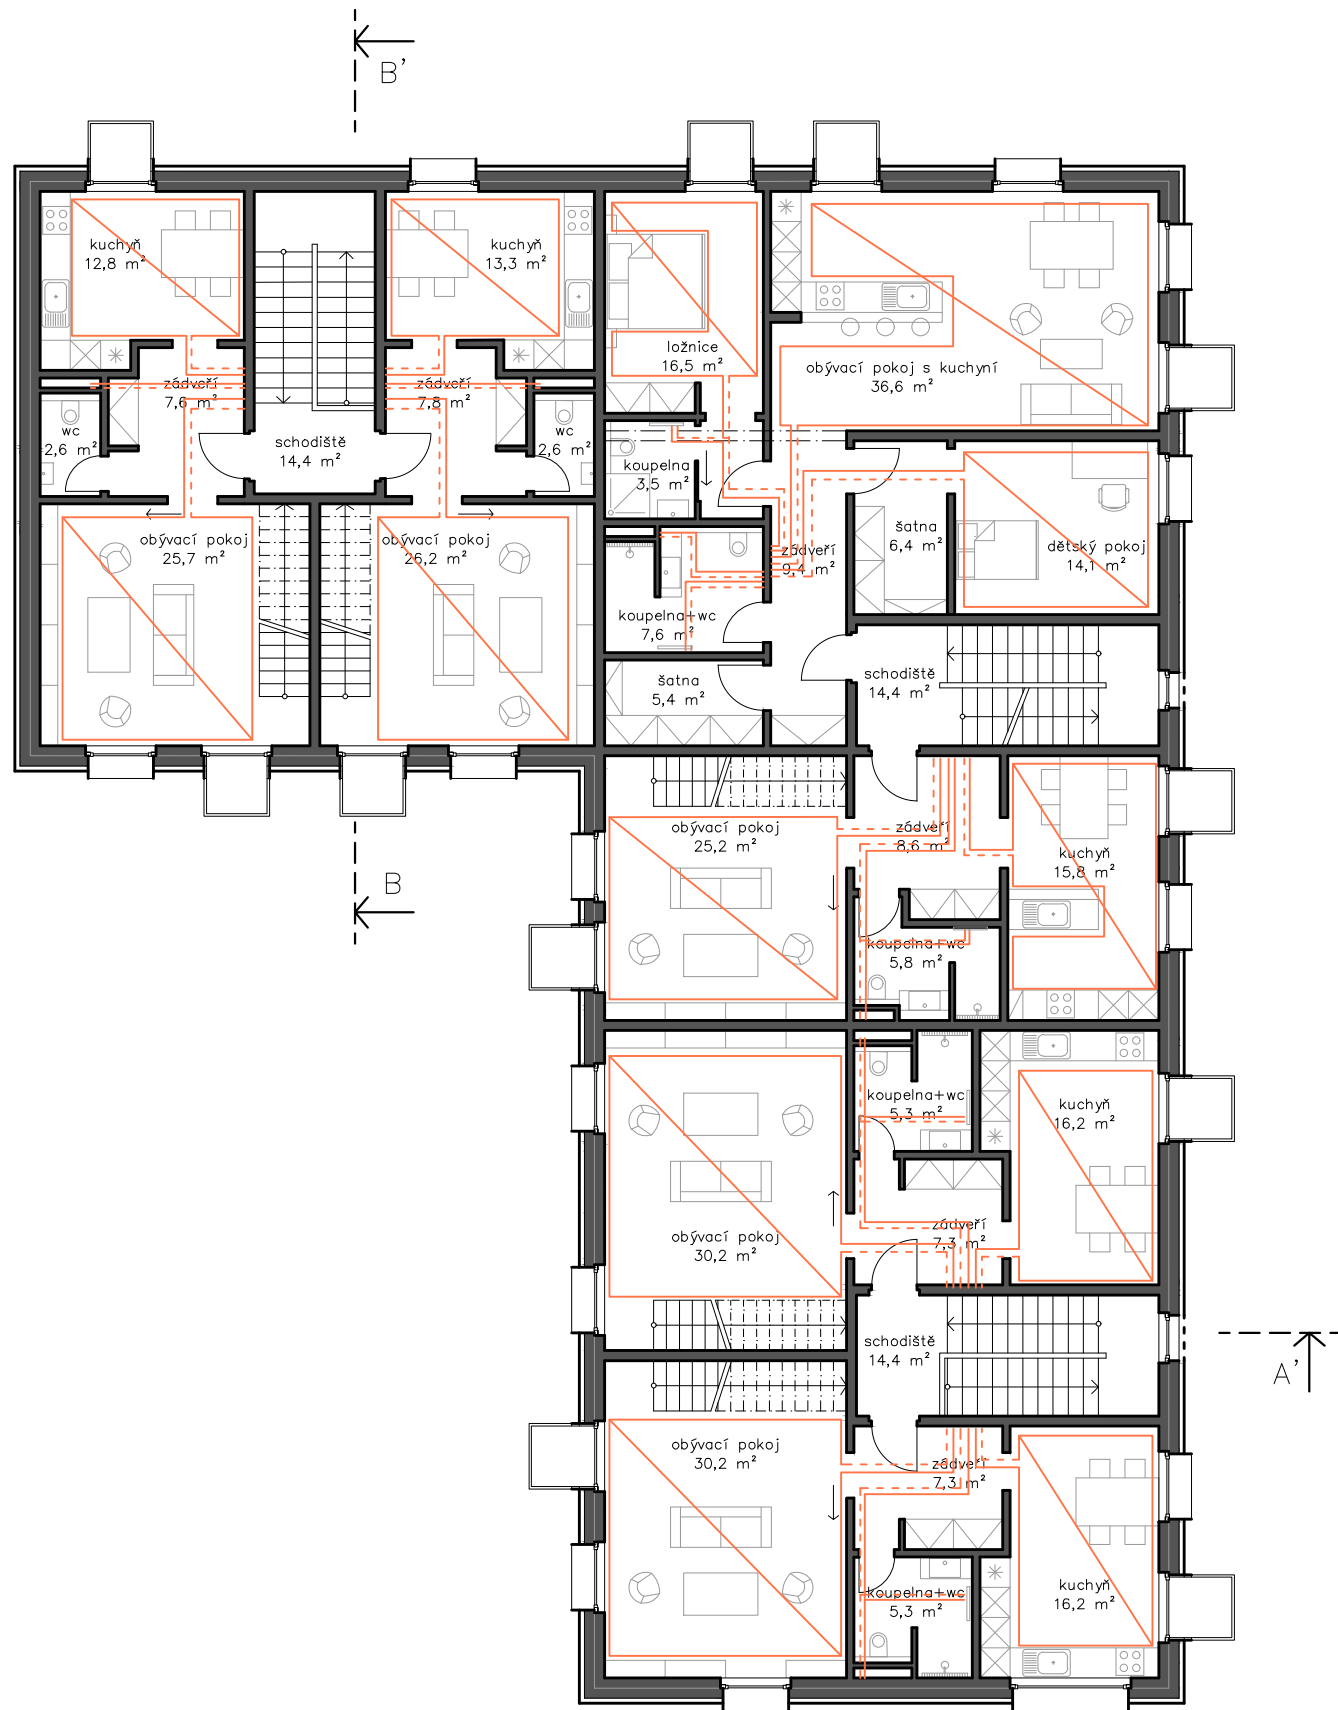 B'
kuchyň
12,8 m²
kuchyň
13,3 m²
ložnice
16,5 m²
obývací pokoj s kuchyní
36,6 m²
zádveří
7,6 m²
zádveří
7,8 m²
wc
2,6 m²
schodiště
14,4 m²
wc
2,6 m²
koupelna
3,5 m²
obývací pokoj
25,7 m²
obývací pokoj
26,2 m²
zádveří
9,4 m²
šatna
6,4 m²
dětský pokoj
14,1 m²
koupelna+wc
7,6 m²
šatna
5,4 m²
schodiště
14,4 m²
obývací pokoj
25,2 m²
zádveří
8,6 m²
kuchyň
15,8 m²
B
koupelna+wc
5,8 m²
koupelna+wc
5,3 m²
kuchyň
16,2 m²
obývací pokoj
30,2 m²
zádveří
7,3 m²
schodiště
14,4 m²
A'
obývací pokoj
30,2 m²
zádveří
7,3 m²
koupelna+wc
5,3 m²
kuchyň
16,2 m²